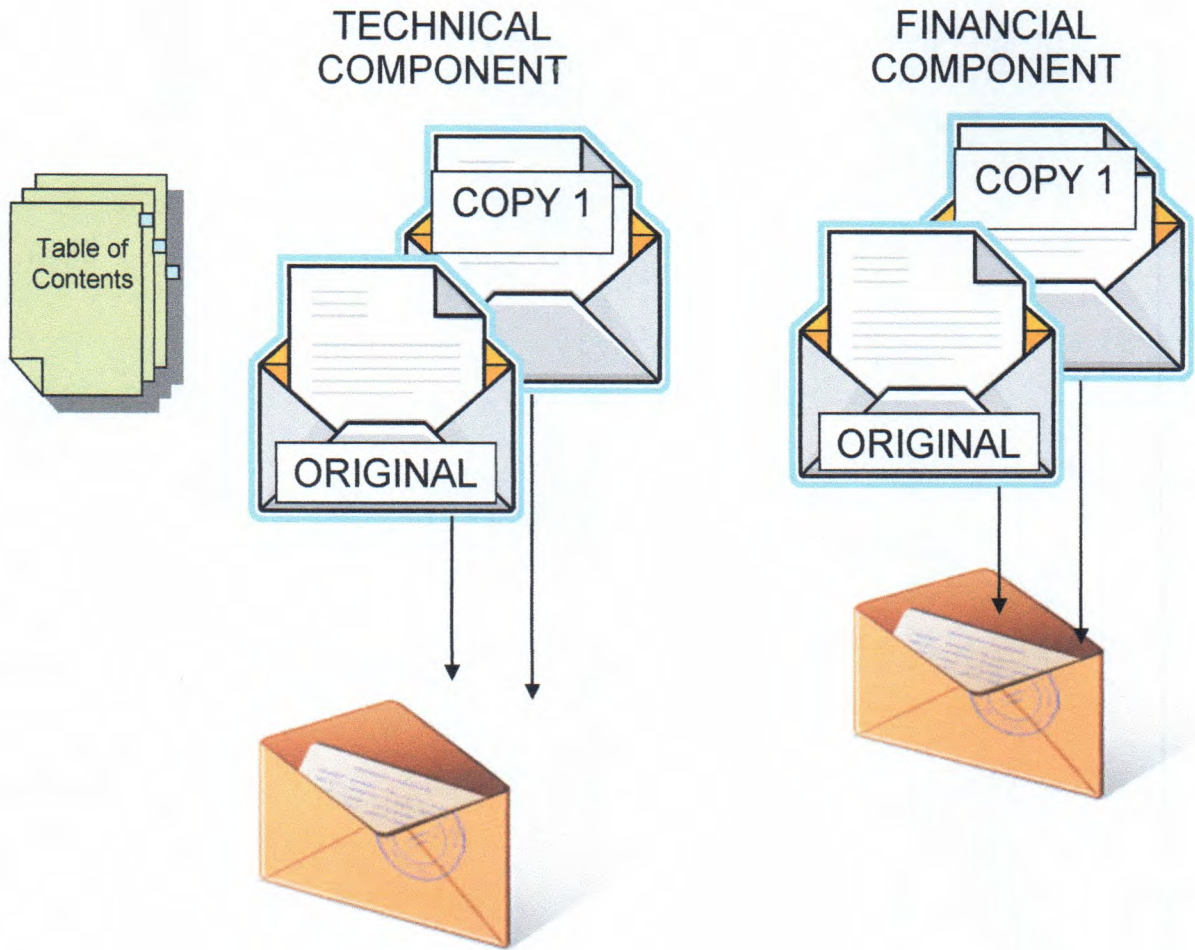 TECHNICAL
COMPONENT
FINANCIAL
COMPONENT
Table of
Contents
COPY 1
ORIGINAL
COPY 1
ORIGINAL